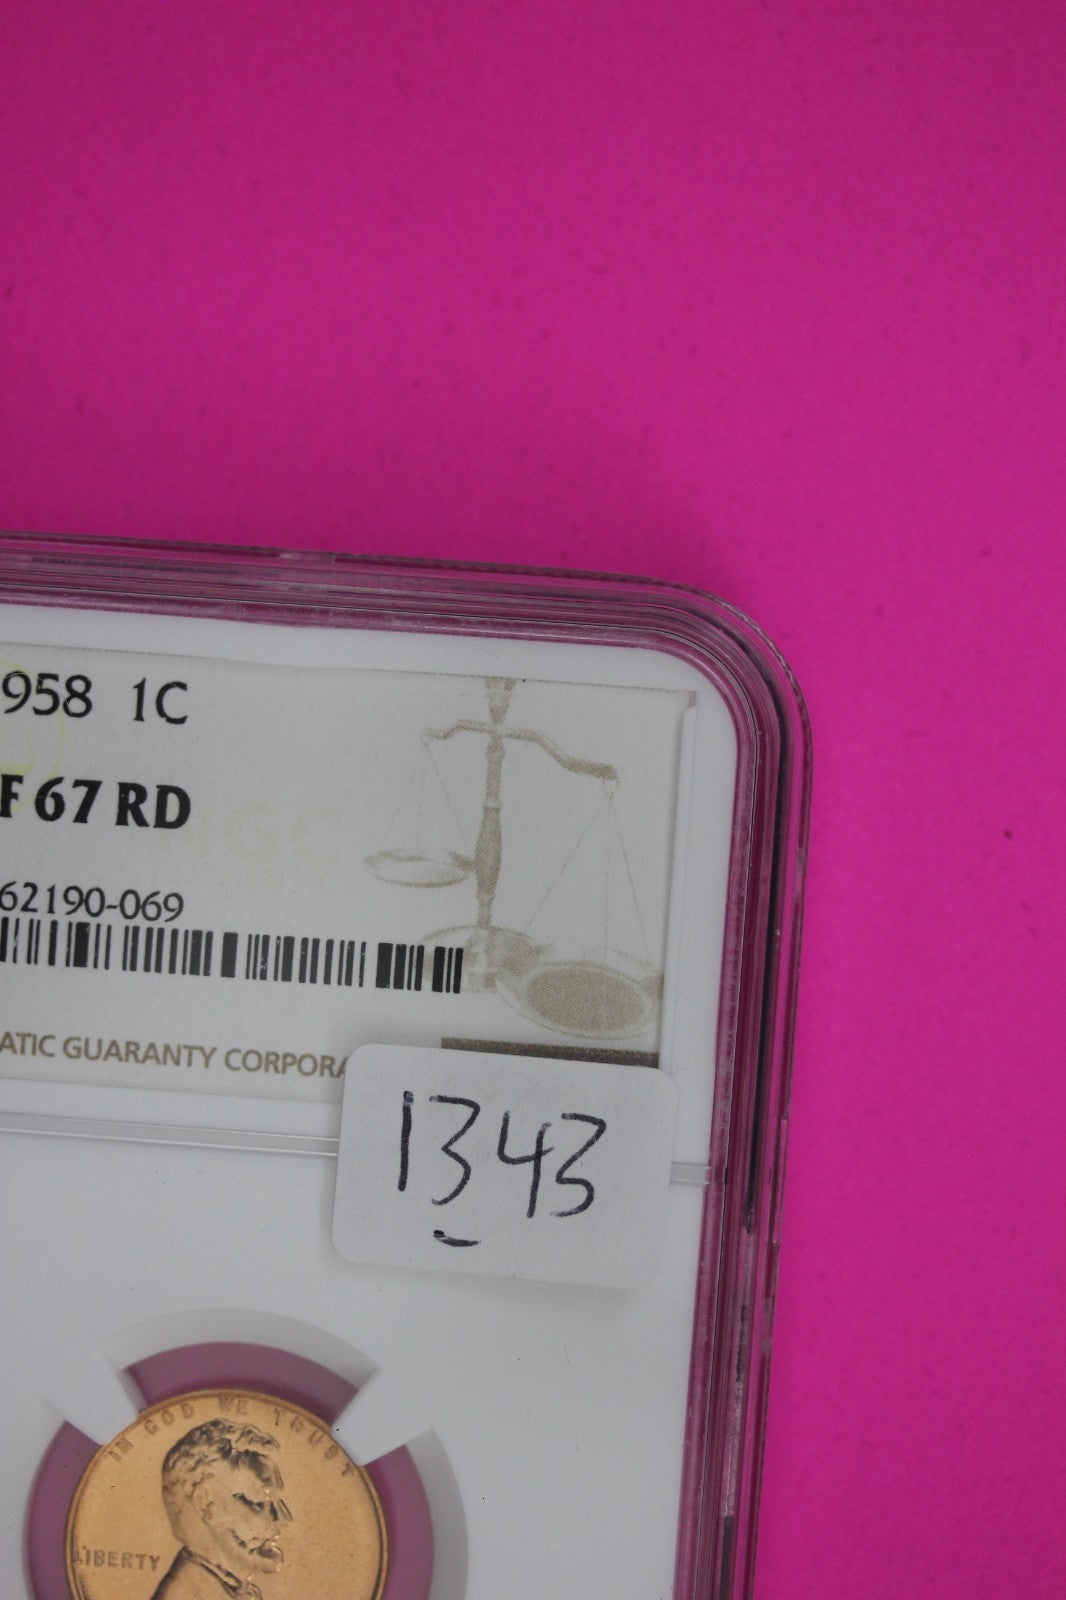 958 1C
F 67 RD
62190-069
ATIC GUARANTY CORPORA
1343
IN GOD WE TRUST
LIBERTY